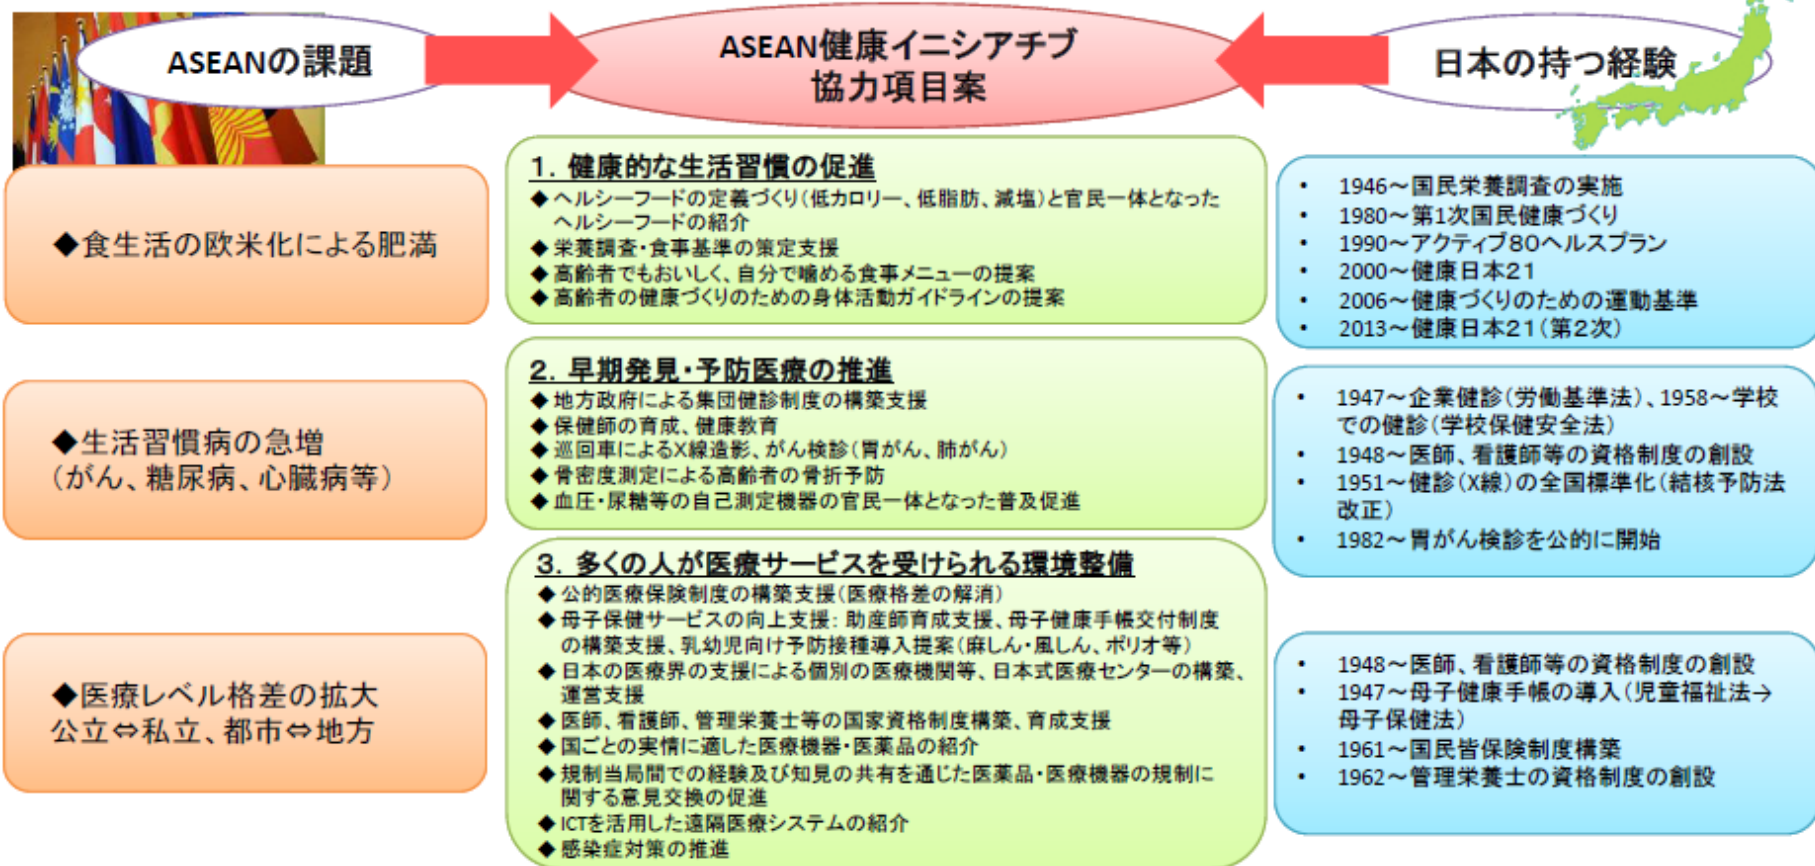 ASEANの課題
ASEAN健康イニシアチブ
協力項目案
日本の持つ経験
◆食生活の欧米化による肥満
◆生活習慣病の急増
(がん、糖尿病、心臓病等)
◆医療レベル格差の拡大
公立⇔私立、都市⇔地方
1. 健康的な生活習慣の促進
◆ヘルシーフードの定義づくり(低カロリー、低脂肪、減塩)と官民一体となった
ヘルシーフードの紹介
◆栄養調査・食事基準の策定支援
◆高齢者でもおいしく、自分で噛める食事メニューの提案
◆高齢者の健康づくりのための身体活動ガイドラインの提案
2. 早期発見・予防医療の推進
◆地方政府による集団健診制度の構築支援
◆保健師の育成、健康教育
◆巡回車によるX線造影、がん検診(胃がん、肺がん)
◆骨密度測定による高齢者の骨折予防
◆血圧・尿糖等の自己測定機器の官民一体となった普及促進
3. 多くの人が医療サービスを受けられる環境整備
◆公的医療保険制度の構築支援(医療格差の解消)
◆母子保健サービスの向上支援: 助産師育成支援、母子健康手帳交付制度
の構築支援、乳幼児向け予防接種導入提案(麻しん・風しん、ポリオ等)
◆日本の医療界の支援による個別の医療機関等、日本式医療センターの構築、
運営支援
◆医師、看護師、管理栄養士等の国家資格制度構築、育成支援
◆国ごとの実情に適した医療機器・医薬品の紹介
◆規制当局間での経験及び知見の共有を通じた医薬品・医療機器の規制に
関する意見交換の促進
◆ICTを活用した遠隔医療システムの紹介
◆感染症対策の推進
• 1946～国民栄養調査の実施
• 1980～第1次国民健康づくり
• 1990～アクティブ80ヘルスプラン
• 2000～健康日本21
• 2006～健康づくりのための運動基準
• 2013～健康日本21(第2次)
• 1947～企業健診(労働基準法)、1958～学校
での健診(学校保健安全法)
• 1948～医師、看護師等の資格制度の創設
• 1951～健診(X線)の全国標準化(結核予防法
改正)
• 1982～胃がん検診を公的に開始
• 1948～医師、看護師等の資格制度の創設
• 1947～母子健康手帳の導入(児童福祉法→
母子保健法)
• 1961～国民皆保険制度構築
• 1962～管理栄養士の資格制度の創設